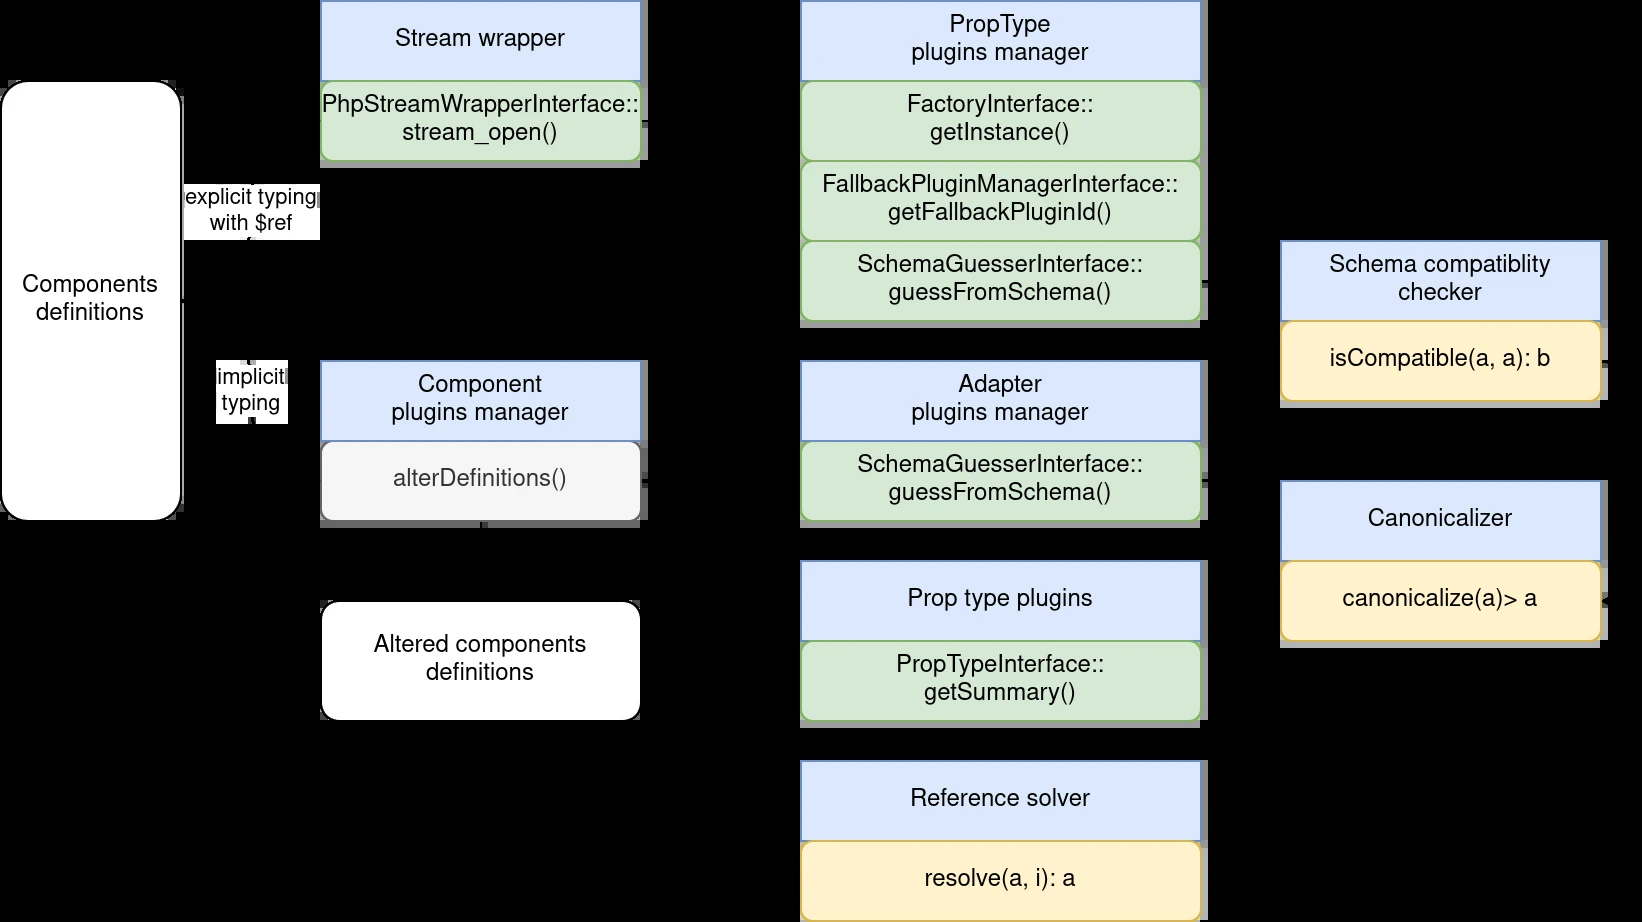 Components
definitions
explicit typing
with $ref
implicit
typing
Stream wrapper
PhpStreamWrapperInterface::
stream_open()
Component
plugins manager
alterDefinitions()
Altered components
definitions
PropType
plugins manager
FactoryInterface::
getInstance()
FallbackPluginManagerInterface::
getFallbackPluginId()
SchemaGuesserInterface::
guessFromSchema()
Adapter
plugins manager
SchemaGuesserInterface::
guessFromSchema()
Prop type plugins
PropTypeInterface::
getSummary()
Reference solver
resolve(a, i): a
Schema compatiblity
checker
isCompatible(a, a): b
Canonicalizer
canonicalize(a)> a